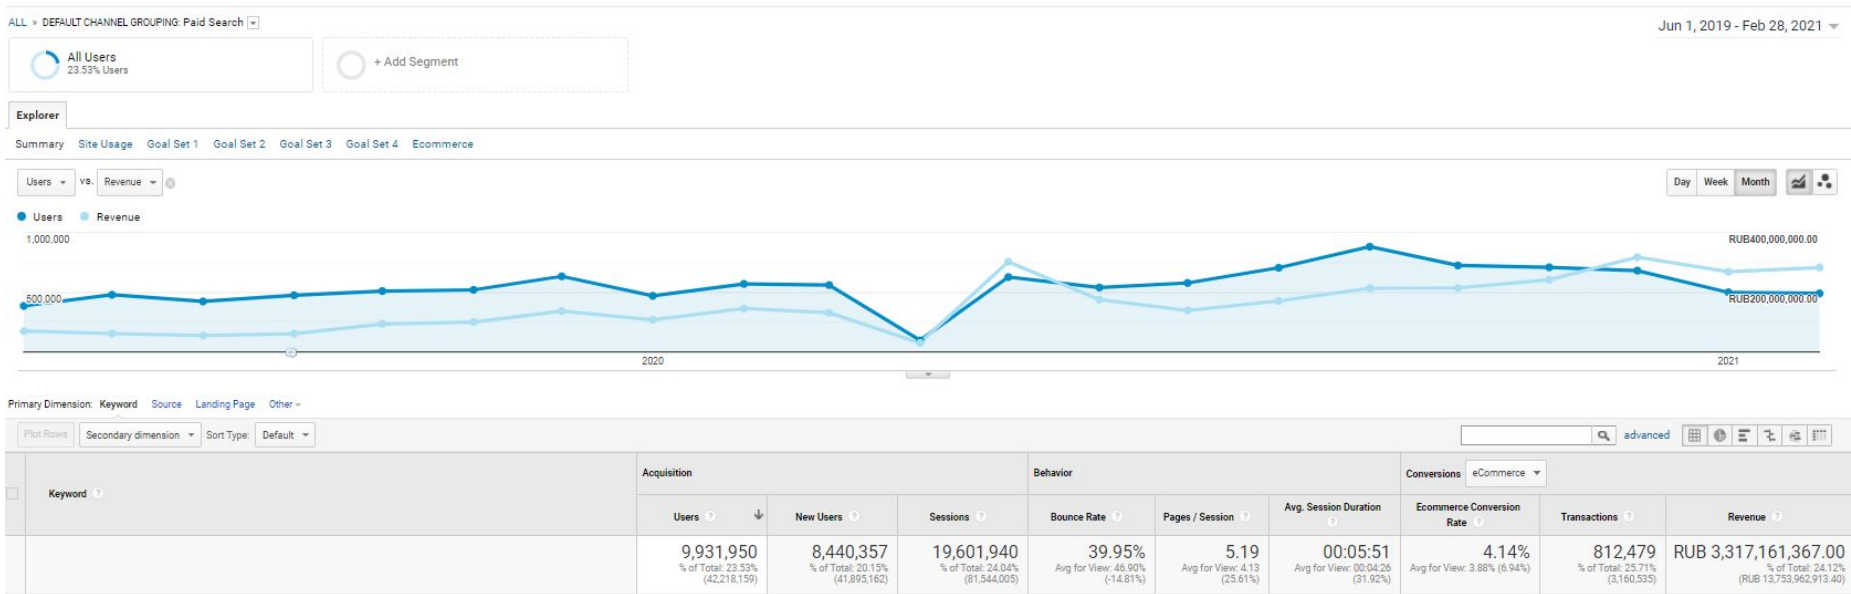 ALL » DEFAULT CHANNEL GROUPING: Paid Search
Jun 1, 2019 - Feb 28, 2021
All Users
23.53% Users
+ Add Segment
Explorer
Summary Site Usage Goal Set 1 Goal Set 2 Goal Set 3 Goal Set 4 Ecommerce
Users vs. Revenue
Day Week Month
Users Revenue
1,000,000 RUB400,000,000.00
500,000 RUB200,000,000.00
2020 2021
Primary Dimension: Keyword Source Landing Page Other
Plot Rows Secondary dimension Sort Type: Default advanced
Acquisition Behavior Conversions eCommerce
Keyword
Users New Users Sessions Bounce Rate Pages / Session Avg. Session Duration Ecommerce Conversion Rate Transactions Revenue
9,931,950 8,440,357 19,601,940 39.95% 5.19 00:05:51 4.14% 812,479 RUB 3,317,161,367.00
% of Total: 23.53% % of Total: 20.15% % of Total: 24.04% Avg for View: 46.90% Avg for View: 4.13 Avg for View: 00:04:26 Avg for View: 3.88% (6.94%) % of Total: 25.71% % of Total: 24.12%
(42,218,159) (41,895,162) (81,544,005) (-14.81%) (25.61%) (31.92%) (3,160,535) (RUB 13,753,962,913.40)